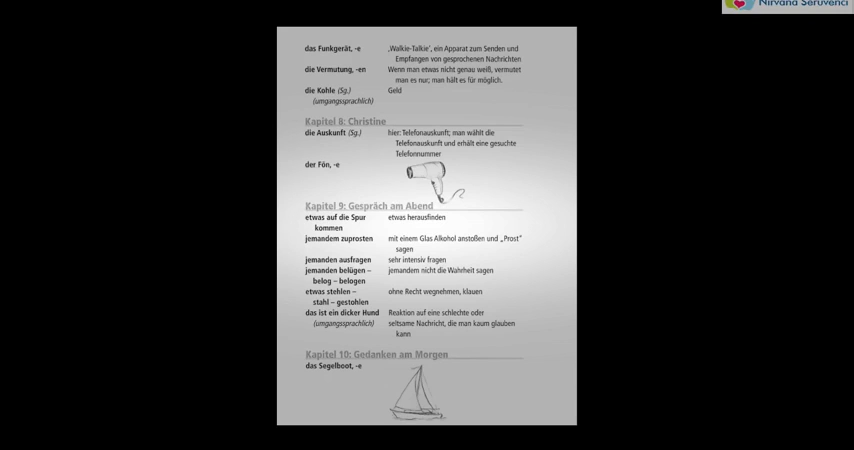 Nirvana Serüvenci
das Funkgerät, -e ‚Walkie-Talkie‘, ein Apparat zum Senden und
Empfangen von gesprochenen Nachrichten
die Vermutung, -en Wenn man etwas nicht genau weiß, vermutet
man es nur; man hält es für möglich.
die Kohle (Sg.) Geld
(umgangssprachlich)
Kapitel 8: Christine
die Auskunft (Sg.) hier: Telefonauskunft; man wählt die
Telefonauskunft und erhält eine gesuchte
Telefonnummer
der Fön, -e
Kapitel 9: Gespräch am Abend
etwas auf die Spur etwas herausfinden
kommen
jemandem zuprosten mit einem Glas Alkohol anstoßen und „Prost“
sagen
jemanden ausfragen sehr intensiv fragen
jemanden belügen – jemandem nicht die Wahrheit sagen
belog – belogen
etwas stehlen – ohne Recht wegnehmen, klauen
stahl – gestohlen
das ist ein dicker Hund Reaktion auf eine schlechte oder
(umgangssprachlich) seltsame Nachricht, die man kaum glauben
kann
Kapitel 10: Gedanken am Morgen
das Segelboot, -e